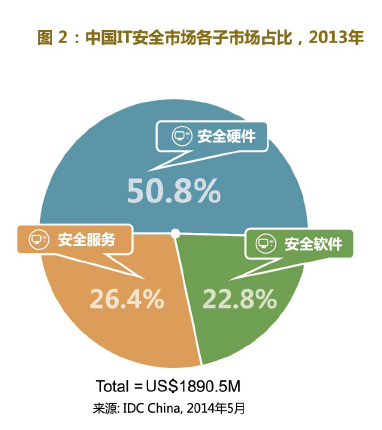 图 2：中国IT安全市场各子市场占比，2013年
安全硬件
50.8%
安全服务
安全软件
26.4%
22.8%
Total =US$1890.5M
来源: IDC China, 2014年5月